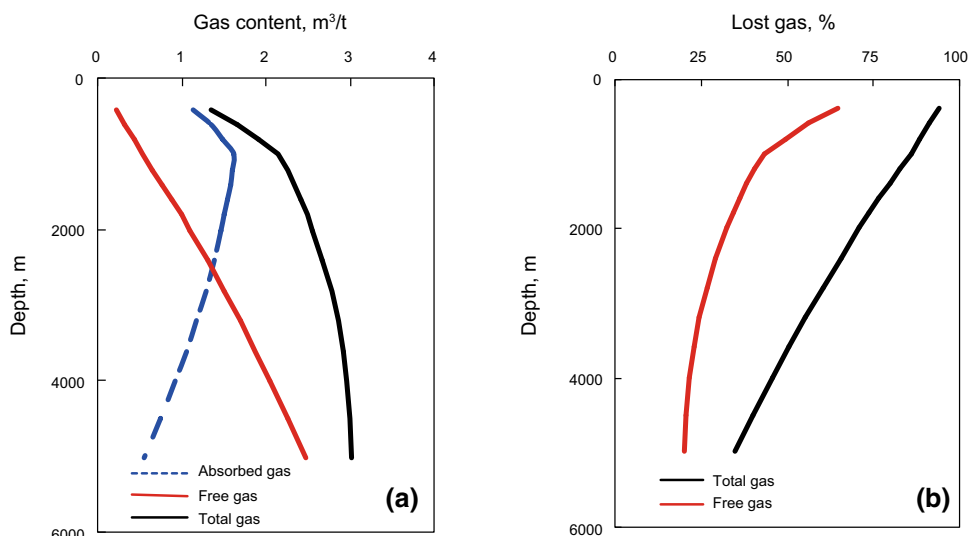 Gas content, m³/t
0 1 2 3 4
0
2000
4000
6000
Depth, m
Absorbed gas
Free gas
Total gas
(a)
Lost gas, %
0 25 50 75 100
0
2000
4000
6000
Depth, m
Total gas
Free gas
(b)